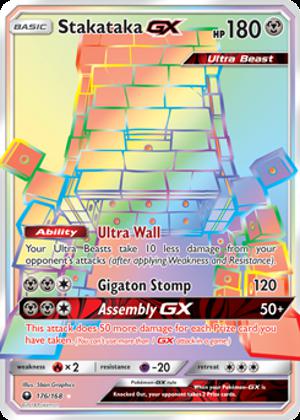 BASIC Stakataka GX HP 180
Ultra Beast
Ability Ultra Wall
Your Ultra Beasts take 10 less damage from your
opponent's attacks (after applying Weakness and Resistance).
Gigaton Stomp 120
Assembly GX 50+
This attack does 50 more damage for each Prize card you
have taken. (You can't use more than 1 GX attack in a game.)
weakness ×2 resistance -20 retreat
Illus. 5ban Graphics
Pokémon-GX rule
When your Pokémon-GX is
Knocked Out, your opponent takes 2 Prize cards.
176/168